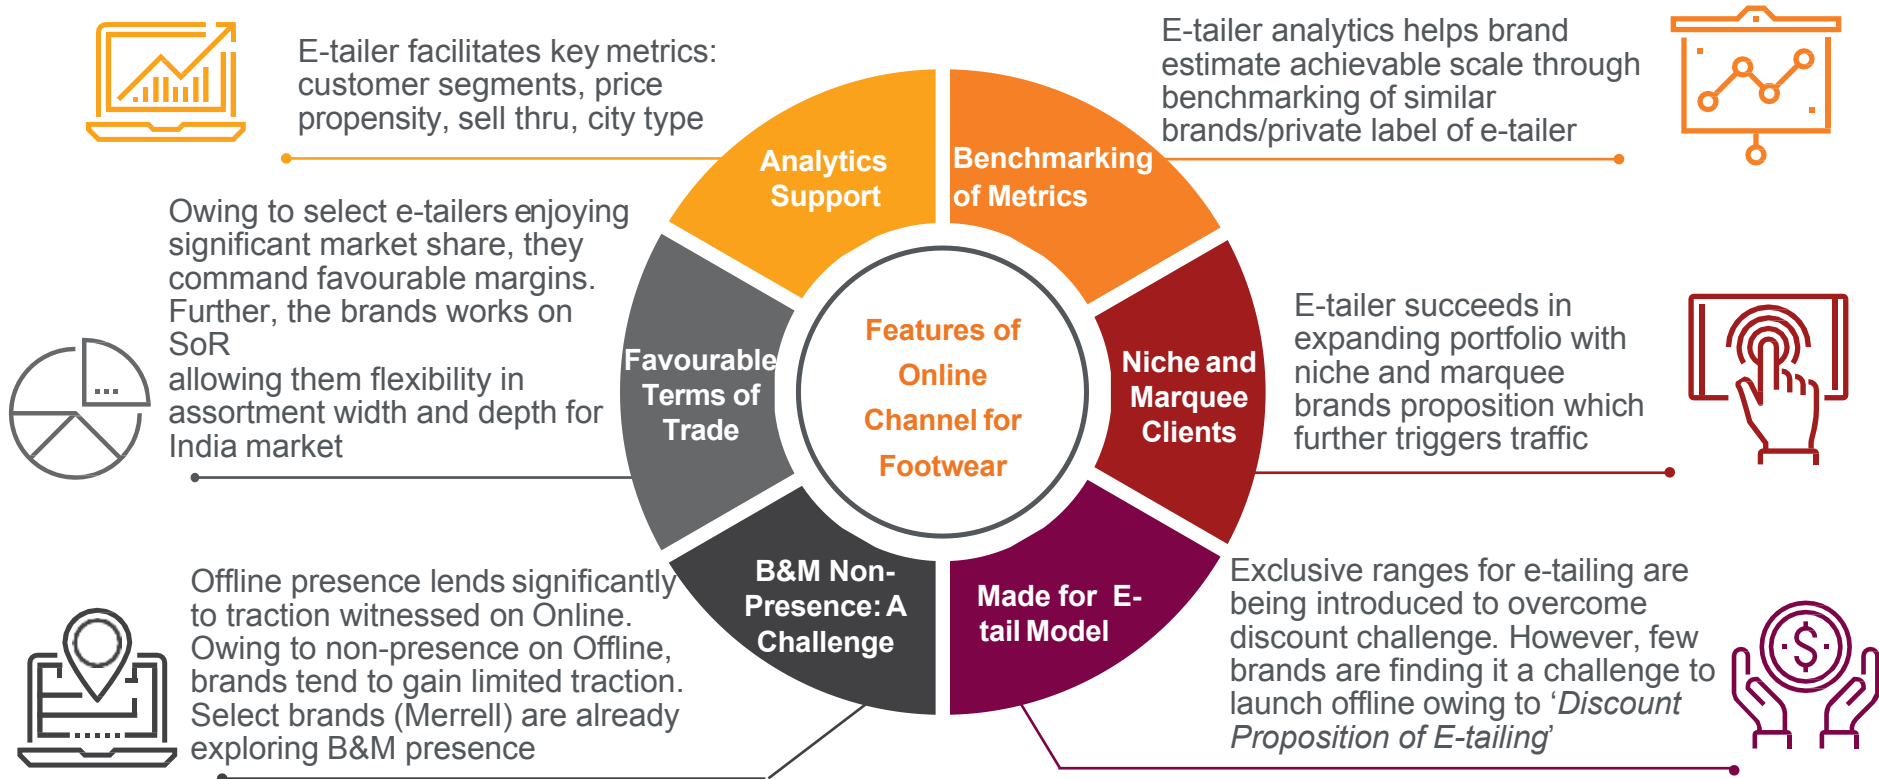 E-tailer facilitates key metrics:
customer segments, price
propensity, sell thru, city type
E-tailer analytics helps brand
estimate achievable scale through
benchmarking of similar
brands/private label of e-tailer
Analytics
Support
Benchmarking
of Metrics
Owing to select e-tailers enjoying
significant market share, they
command favourable margins.
Further, the brands works on
SoR
allowing them flexibility in
assortment width and depth for
India market
Favourable
Terms of
Trade
Features of
Online
Channel for
Footwear
Niche and
Marquee
Clients
E-tailer succeeds in
expanding portfolio with
niche and marquee
brands proposition which
further triggers traffic
Offline presence lends significantly
to traction witnessed on Online.
Owing to non-presence on Offline,
brands tend to gain limited traction.
Select brands (Merrell) are already
exploring B&M presence
B&M Non-
Presence: A
Challenge
Made for E-
tail Model
Exclusive ranges for e-tailing are
being introduced to overcome
discount challenge. However, few
brands are finding it a challenge to
launch offline owing to ‘Discount
Proposition of E-tailing’
$